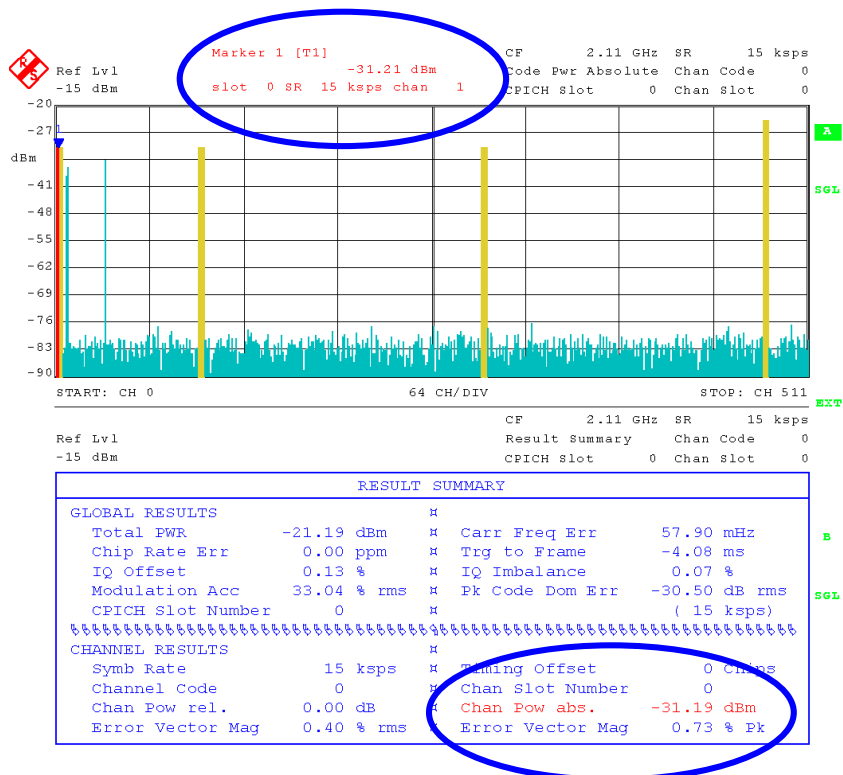 Marker 1 [T1] CF 2.11 GHz SR 15 ksps
R S Ref Lvl -31.21 dBm Code Pwr Absolute Chan Code 0
-15 dBm slot 0 SR 15 ksps chan 1 CPICH Slot 0 Chan Slot 0
-20
-27 1 A
dBm
-41 SGL
-48
-55
-62
-69
-76
-83
-90
START: CH 0 64 CH/DIV STOP: CH 511
EXT
CF 2.11 GHz SR 15 ksps
Ref Lvl Result Summary Chan Code 0
-15 dBm CPICH Slot 0 Chan Slot 0
RESULT SUMMARY
GLOBAL RESULTS ¤
Total PWR -21.19 dBm ¤ Carr Freq Err 57.90 mHz B
Chip Rate Err 0.00 ppm ¤ Trg to Frame -4.08 ms
IQ Offset 0.13 % ¤ IQ Imbalance 0.07 %
Modulation Acc 33.04 % rms ¤ Pk Code Dom Err -30.50 dB rms SGL
CPICH Slot Number 0 ¤ ( 15 ksps)
CHANNEL RESULTS ¤
Symb Rate 15 ksps ¤ Timing Offset 0 Chips
Channel Code 0 ¤ Chan Slot Number 0
Chan Pow rel. 0.00 dB ¤ Chan Pow abs. -31.19 dBm
Error Vector Mag 0.40 % rms ¤ Error Vector Mag 0.73 % Pk